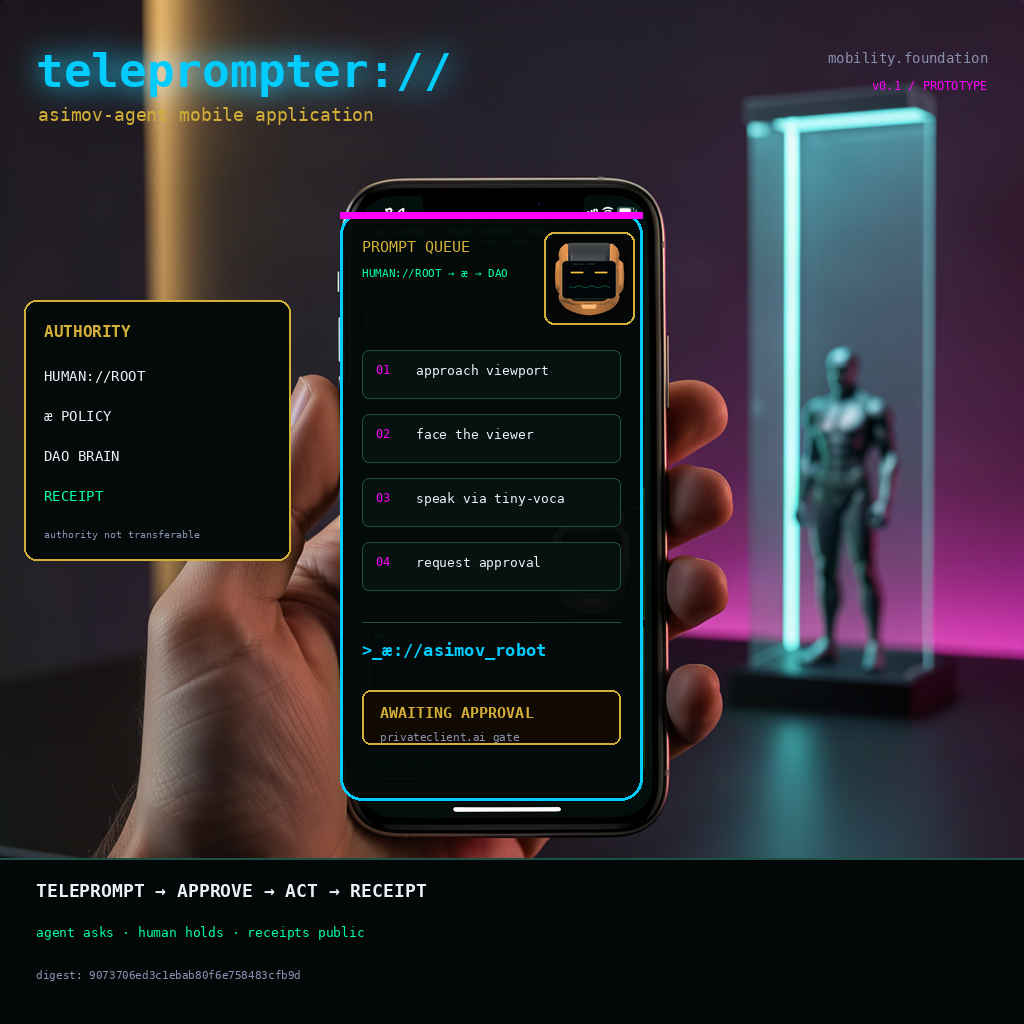 teleprompter://
asimov-agent mobile application
mobility.foundation
v0.1 / PROTOTYPE
PROMPT QUEUE
HUMAN://ROOT → æ → DAO
01 approach viewport
02 face the viewer
03 speak via tiny-voca
04 request approval
>_æ://asimov_robot
AWAITING APPROVAL
privateclient.ai gate
AUTHORITY
HUMAN://ROOT
æ POLICY
DAO BRAIN
RECEIPT
authority not transferable
TELEPROMPT → APPROVE → ACT → RECEIPT
agent asks · human holds · receipts public
digest: 9073706ed3c1ebab80f6e758483cfb9d